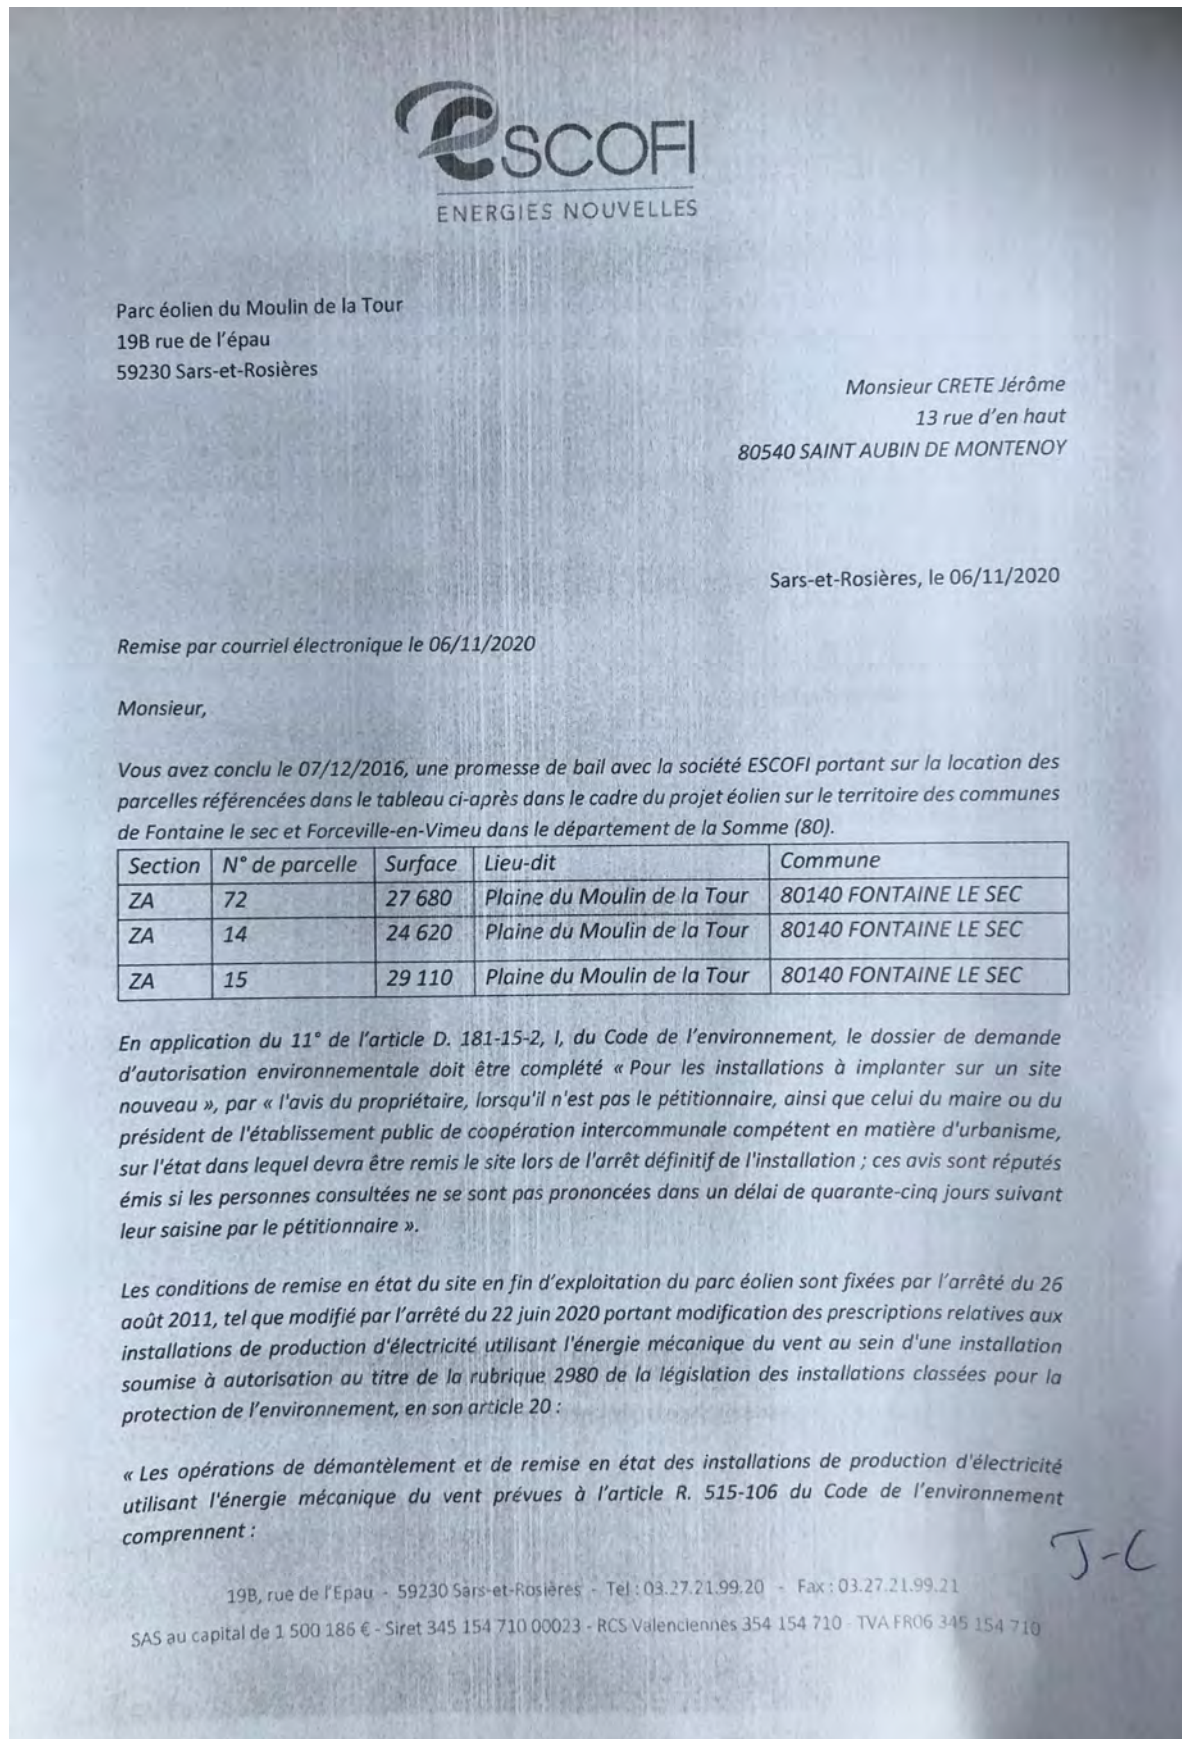 eSCOFI
ENERGIES NOUVELLES
Parc éolien du Moulin de la Tour
19B rue de l'épau
59230 Sars-et-Rosières
Monsieur CRETE Jérôme
13 rue d'en haut
80540 SAINT AUBIN DE MONTENOY
Sars-et-Rosières, le 06/11/2020
Remise par courriel électronique le 06/11/2020
Monsieur,
Vous avez conclu le 07/12/2016, une promesse de bail avec la société ESCOFI portant sur la location des
parcelles référencées dans le tableau ci-après dans le cadre du projet éolien sur le territoire des communes
de Fontaine le sec et Forceville-en-Vimeu dans le département de la Somme (80).
Section N° de parcelle Surface Lieu-dit Commune
ZA 72 27 680 Plaine du Moulin de la Tour 80140 FONTAINE LE SEC
ZA 14 24 620 Plaine du Moulin de la Tour 80140 FONTAINE LE SEC
ZA 15 29 110 Plaine du Moulin de la Tour 80140 FONTAINE LE SEC
En application du 11° de l'article D. 181-15-2, I, du Code de l'environnement, le dossier de demande
d'autorisation environnementale doit être complété « Pour les installations à implanter sur un site
nouveau », par « l'avis du propriétaire, lorsqu'il n'est pas le pétitionnaire, ainsi que celui du maire ou du
président de l'établissement public de coopération intercommunale compétent en matière d'urbanisme,
sur l'état dans lequel devra être remis le site lors de l'arrêt définitif de l'installation ; ces avis sont réputés
émis si les personnes consultées ne se sont pas prononcées dans un délai de quarante-cinq jours suivant
leur saisine par le pétitionnaire ».
Les conditions de remise en état du site en fin d'exploitation du parc éolien sont fixées par l'arrêté du 26
août 2011, tel que modifié par l'arrêté du 22 juin 2020 portant modification des prescriptions relatives aux
installations de production d'électricité utilisant l'énergie mécanique du vent au sein d'une installation
soumise à autorisation au titre de la rubrique 2980 de la législation des installations classées pour la
protection de l'environnement, en son article 20 :
« Les opérations de démantèlement et de remise en état des installations de production d'électricité
utilisant l'énergie mécanique du vent prévues à l'article R. 515-106 du Code de l'environnement
comprennent :
J-C
19B, rue de l'Epau - 59230 Sars-et-Rosières - Tel : 03.27.21.99.20 - Fax : 03.27.21.99.21
SAS au capital de 1 500 186 € - Siret 345 154 710 00023 - RCS Valenciennes 354 154 710 - TVA FR06 345 154 710